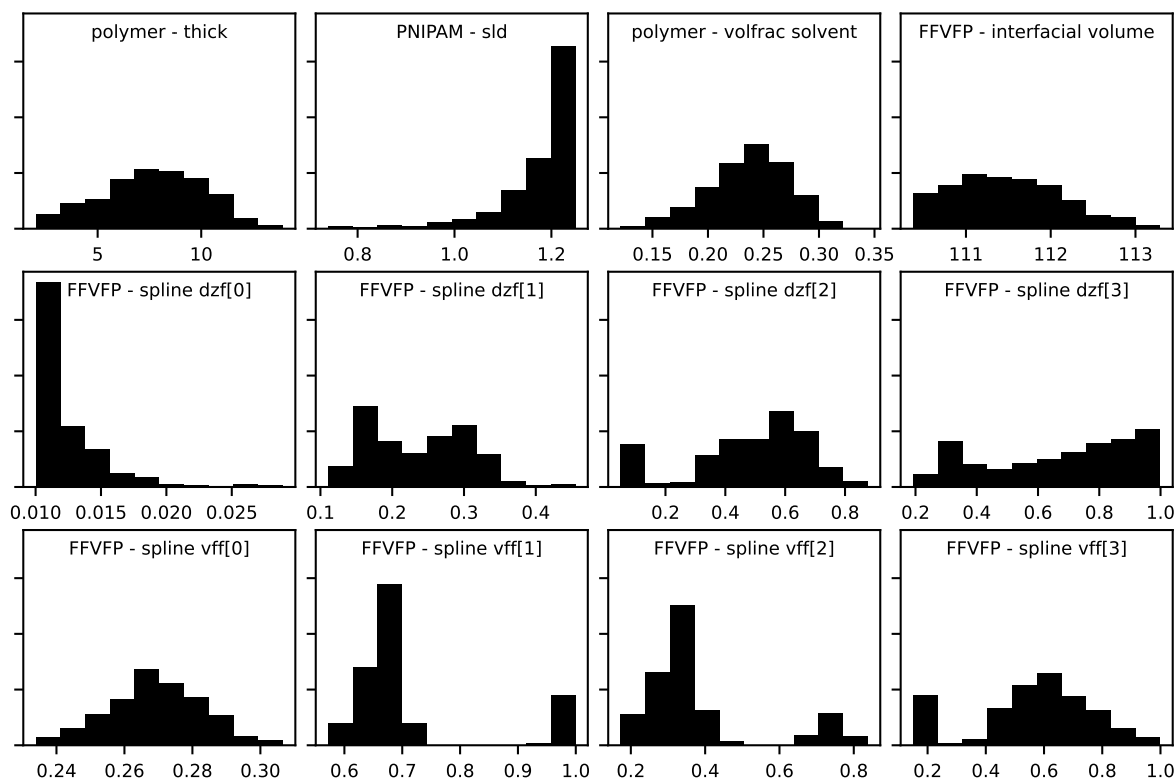 polymer - thick
PNIPAM - sld
polymer - volfrac solvent
FFVFP - interfacial volume
5 10
0.8 1.0 1.2
0.15 0.20 0.25 0.30 0.35
111 112 113
FFVFP - spline dzf[0]
FFVFP - spline dzf[1]
FFVFP - spline dzf[2]
FFVFP - spline dzf[3]
0.010 0.015 0.020 0.025
0.1 0.2 0.3 0.4
0.2 0.4 0.6 0.8
0.2 0.4 0.6 0.8 1.0
FFVFP - spline vff[0]
FFVFP - spline vff[1]
FFVFP - spline vff[2]
FFVFP - spline vff[3]
0.24 0.26 0.28 0.30
0.6 0.7 0.8 0.9 1.0
0.2 0.4 0.6 0.8
0.2 0.4 0.6 0.8 1.0